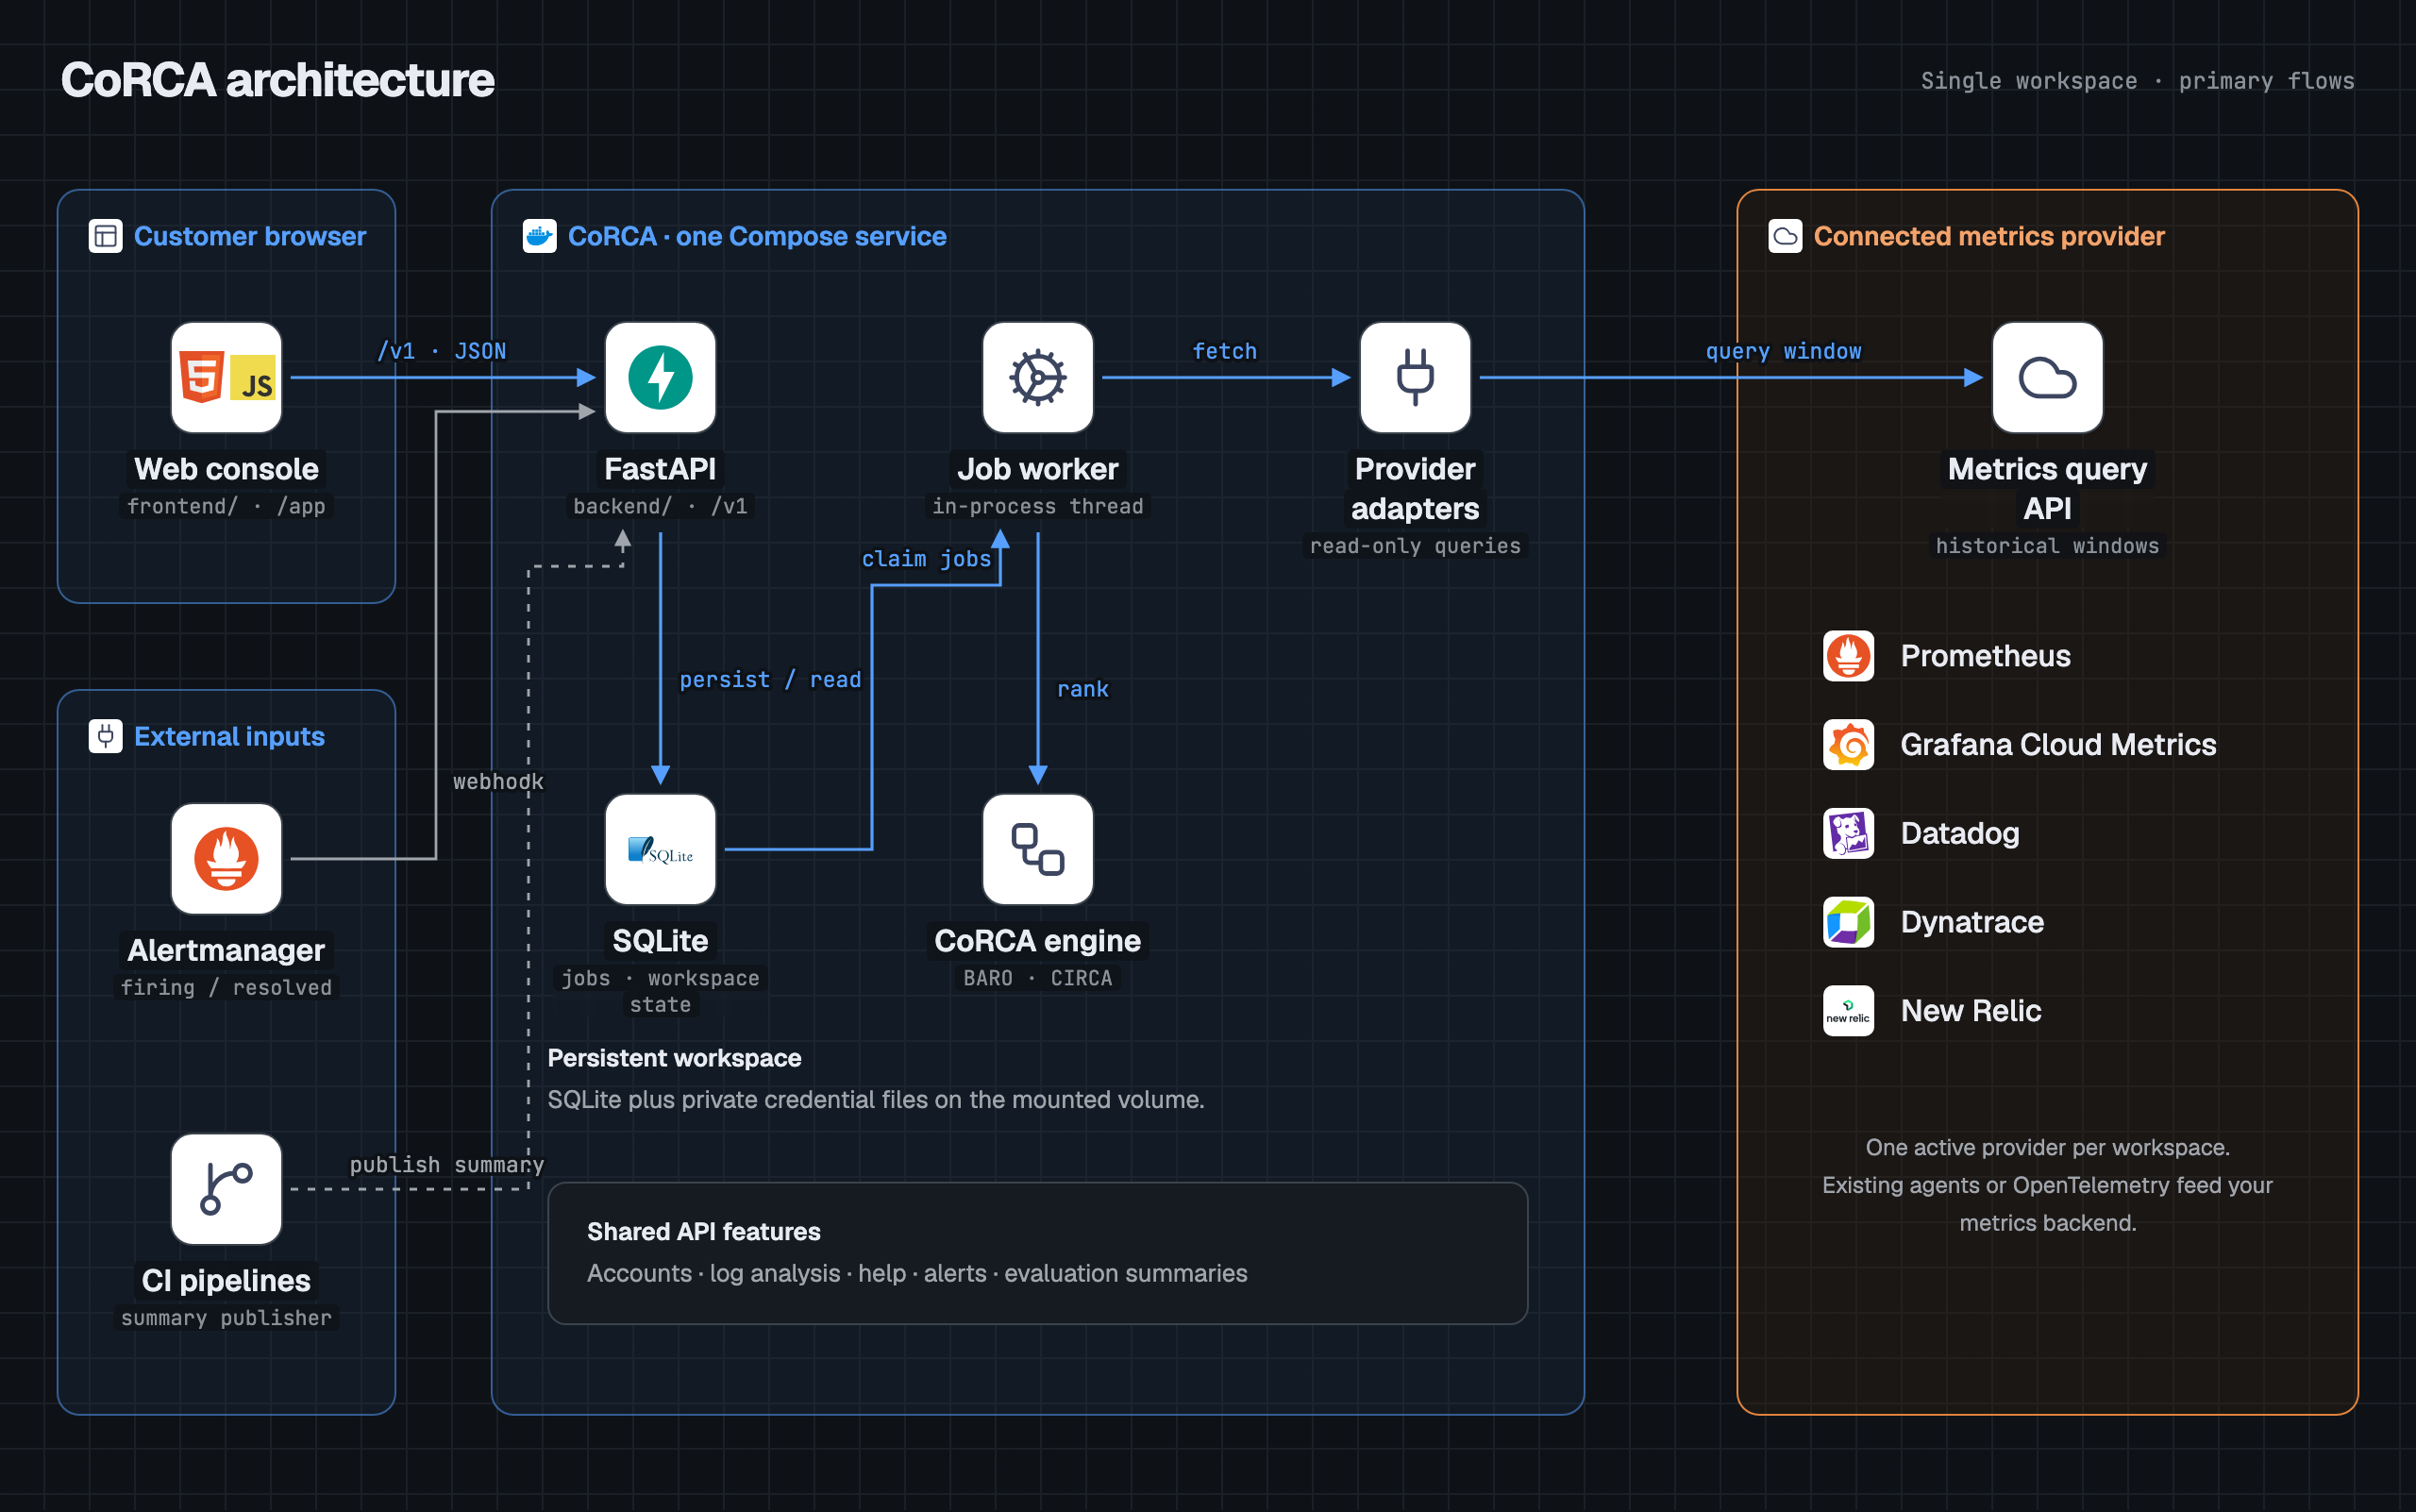 CoRCA architecture
Single workspace · primary flows
Customer browser
JS
/v1 · JSON
Web console
frontend/ · /app
External inputs
Alertmanager
firing / resolved
webhook
CI pipelines
summary publisher
publish summary
CoRCA · one Compose service
FastAPI
backend/ · /v1
Job worker
in-process thread
fetch
Provider
adapters
read-only queries
claim jobs
persist / read
rank
SQLite
SQLite
jobs · workspace
state
CoRCA engine
BARO · CIRCA
Persistent workspace
SQLite plus private credential files on the mounted volume.
Shared API features
Accounts · log analysis · help · alerts · evaluation summaries
Connected metrics provider
query window
Metrics query
API
historical windows
Prometheus
Grafana Cloud Metrics
Datadog
Dynatrace
new relic
New Relic
One active provider per workspace.
Existing agents or OpenTelemetry feed your
metrics backend.